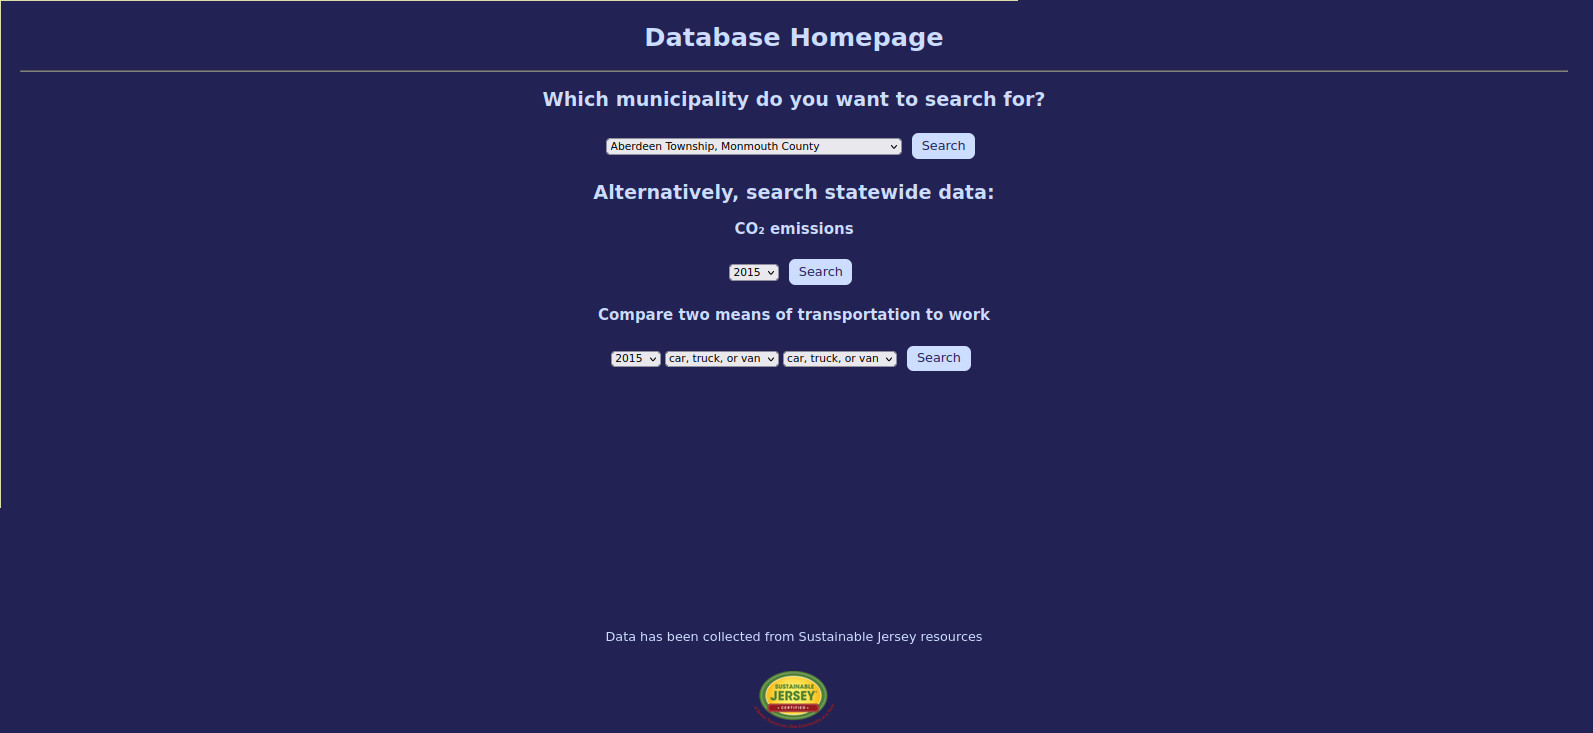 Database Homepage
Which municipality do you want to search for?
Aberdeen Township, Monmouth County Search
Alternatively, search statewide data:
CO₂ emissions
2015 Search
Compare two means of transportation to work
2015 car, truck, or van car, truck, or van Search
Data has been collected from Sustainable Jersey resources
SUSTAINABLE
JERSEY
CERTIFIED